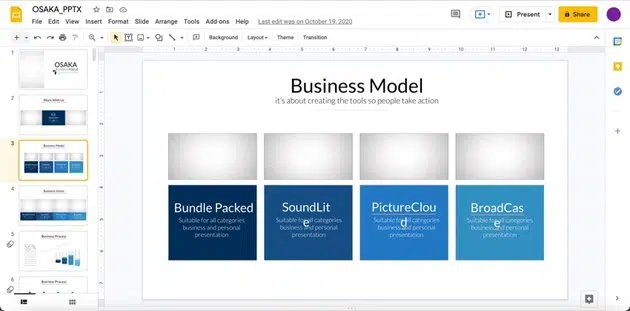 OSAKA_PPTX
File Edit View Insert Format Slide Arrange Tools Add-ons Help Last edit was on October 19, 2020
Present
Share
Background Layout Theme Transition
1
OSAKA
2
3
Business Model
4
5
Business Process
6
Business Process
Business Model
it's about creating the tools so people take action
Bundle Packed
Suitable for all categories
business and personal
presentation
SoundLit
e
Suitable for all categories
business and personal
presentation
PictureClou
d
Suitable for all categories
business and personal
presentation
BroadCas
e
Suitable for all categories
business and personal
presentation